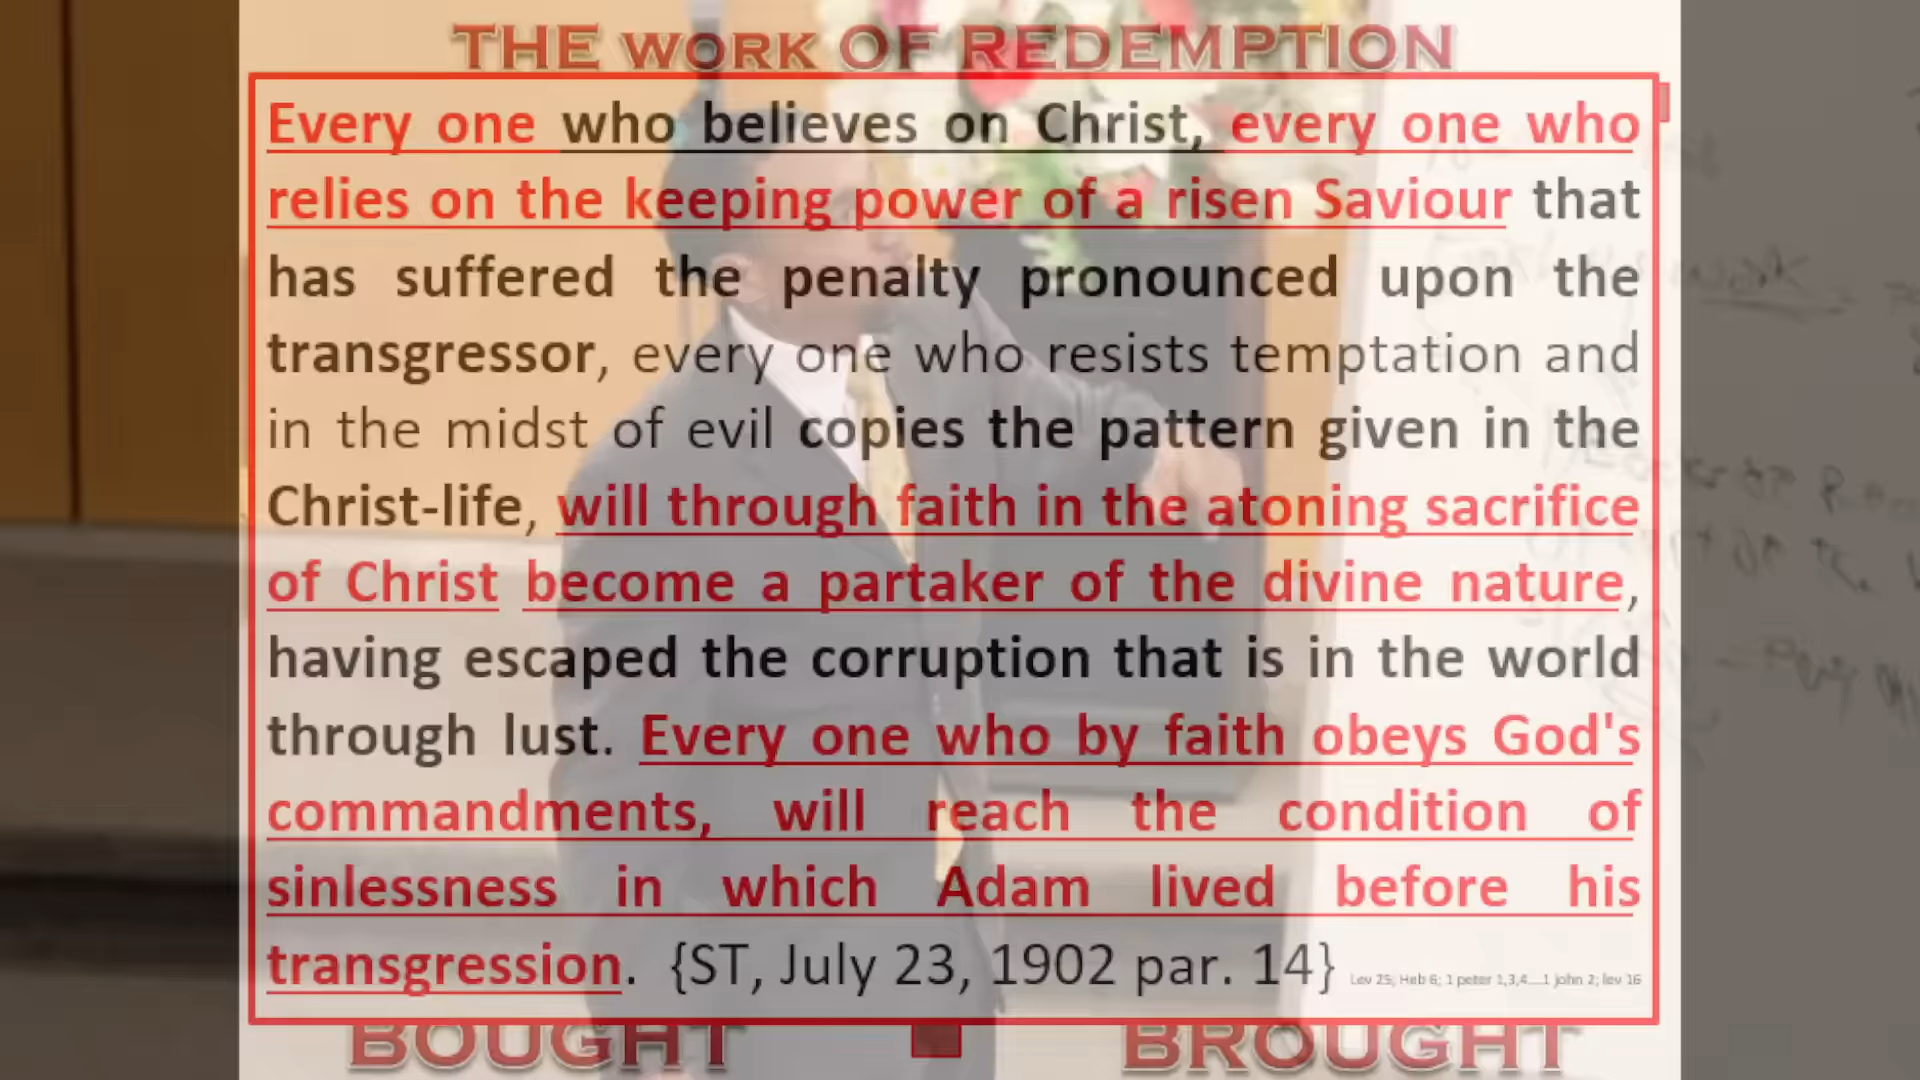 THE WORK OF REDEMPTION
Every one who believes on Christ, every one who
relies on the keeping power of a risen Saviour that
has suffered the penalty pronounced upon the
transgressor, every one who resists temptation and
in the midst of evil copies the pattern given in the
Christ-life, will through faith in the atoning sacrifice
of Christ become a partaker of the divine nature,
having escaped the corruption that is in the world
through lust. Every one who by faith obeys God's
commandments, will reach the condition of
sinlessness in which Adam lived before his
transgression. {ST, July 23, 1902 par. 14} Lev 25; Heb 6; 1 peter 1,3,4....1 john 2; lev 16
BOUGHT BROUGHT